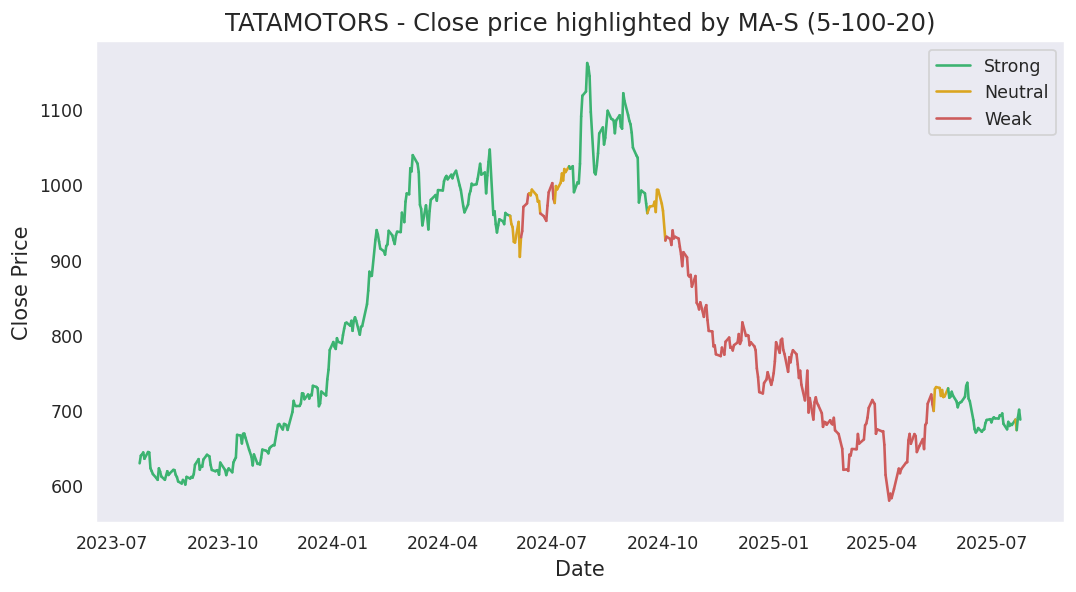 TATAMOTORS - Close price highlighted by MA-S (5-100-20)
Strong
Neutral
Weak
Close Price
1100
1000
900
800
700
600
2023-07 2023-10 2024-01 2024-04 2024-07 2024-10 2025-01 2025-04 2025-07
Date